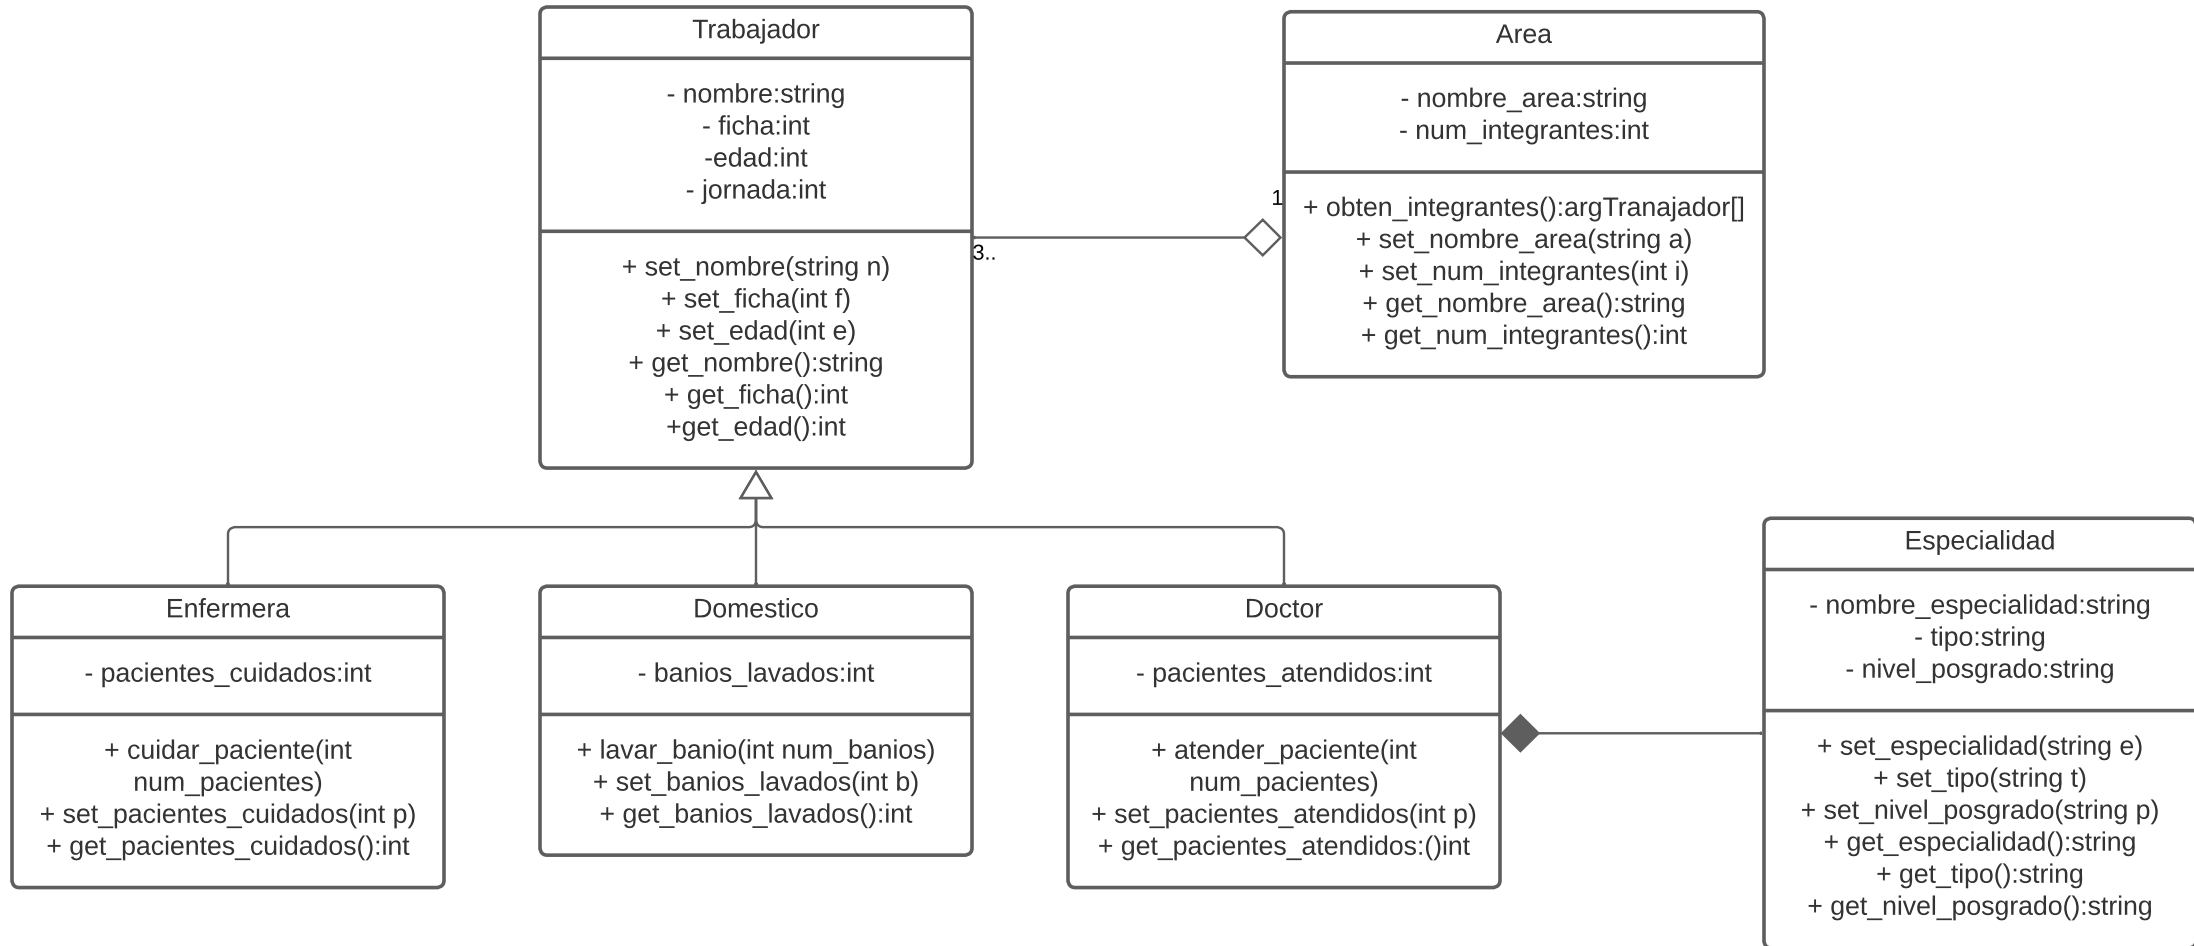 Trabajador
- nombre:string
- ficha:int
-edad:int
- jornada:int
+ set_nombre(string n)
+ set_ficha(int f)
+ set_edad(int e)
+ get_nombre():string
+ get_ficha():int
+get_edad():int
3..
1
Area
- nombre_area:string
- num_integrantes:int
+ obten_integrantes():argTranajador[]
+ set_nombre_area(string a)
+ set_num_integrantes(int i)
+ get_nombre_area():string
+ get_num_integrantes():int
Enfermera
- pacientes_cuidados:int
+ cuidar_paciente(int
num_pacientes)
+ set_pacientes_cuidados(int p)
+ get_pacientes_cuidados():int
Domestico
- banios_lavados:int
+ lavar_banio(int num_banios)
+ set_banios_lavados(int b)
+ get_banios_lavados():int
Doctor
- pacientes_atendidos:int
+ atender_paciente(int
num_pacientes)
+ set_pacientes_atendidos(int p)
+ get_pacientes_atendidos:()int
Especialidad
- nombre_especialidad:string
- tipo:string
- nivel_posgrado:string
+ set_especialidad(string e)
+ set_tipo(string t)
+ set_nivel_posgrado(string p)
+ get_especialidad():string
+ get_tipo():string
+ get_nivel_posgrado():string